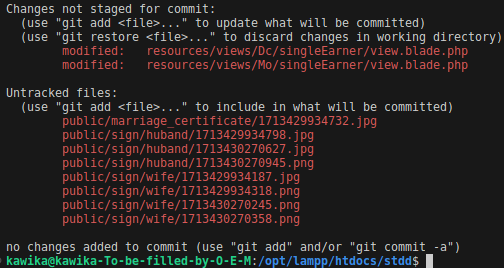 Changes not staged for commit:
  (use "git add <file>..." to update what will be committed)
  (use "git restore <file>..." to discard changes in working directory)
        modified:   resources/views/Dc/singleEarner/view.blade.php
        modified:   resources/views/Mo/singleEarner/view.blade.php

Untracked files:
  (use "git add <file>..." to include in what will be committed)
        public/marriage_certificate/1713429934732.jpg
        public/sign/huband/1713429934798.jpg
        public/sign/huband/1713430270627.jpg
        public/sign/huband/1713430270945.png
        public/sign/wife/1713429934187.jpg
        public/sign/wife/1713429934318.png
        public/sign/wife/1713430270245.png
        public/sign/wife/1713430270358.png

no changes added to commit (use "git add" and/or "git commit -a")
kawika@kawika-To-be-filled-by-O-E-M:/opt/lampp/htdocs/stdd$